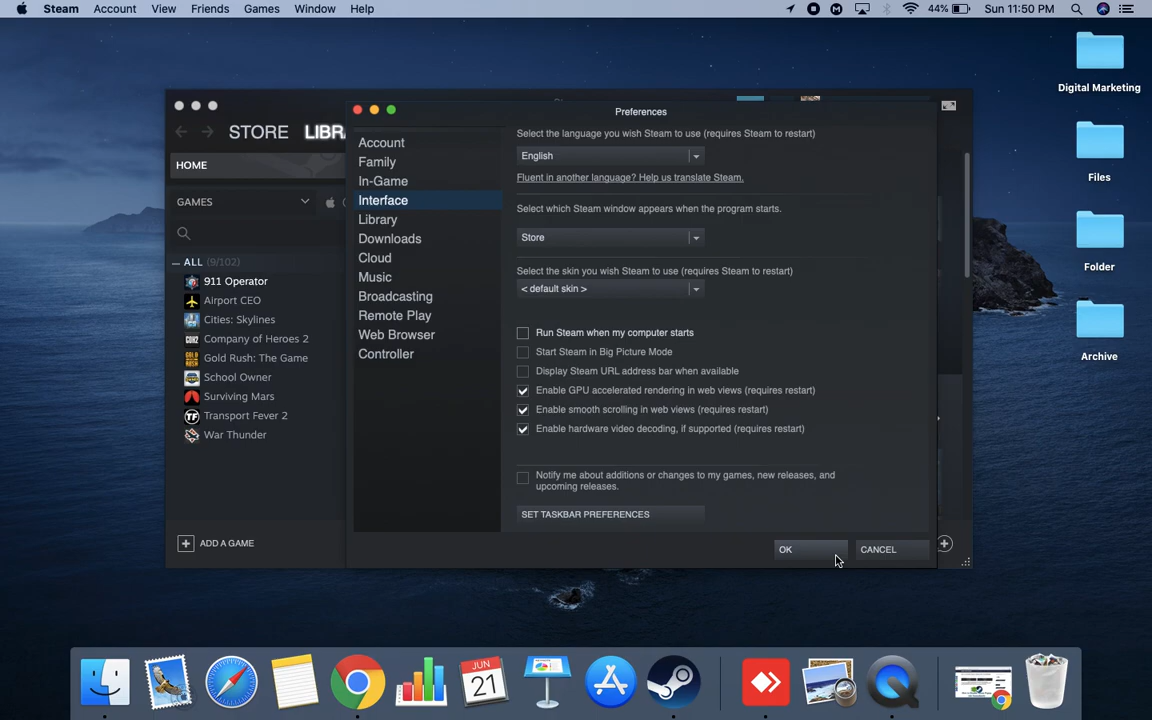 Steam Account View Friends Games Window Help
44% Sun 11:50 PM
Digital Marketing
Files
Folder
Archive
STORE LIBRA
HOME
GAMES
ALL (9/102)
911 Operator
Airport CEO
Cities: Skylines
Company of Heroes 2
Gold Rush: The Game
School Owner
Surviving Mars
Transport Fever 2
War Thunder
+ ADD A GAME
Preferences
Account
Family
In-Game
Interface
Library
Downloads
Cloud
Music
Broadcasting
Remote Play
Web Browser
Controller
Select the language you wish Steam to use (requires Steam to restart)
English
Fluent in another language? Help us translate Steam.
Select which Steam window appears when the program starts.
Store
Select the skin you wish Steam to use (requires Steam to restart)
< default skin >
Run Steam when my computer starts
Start Steam in Big Picture Mode
Display Steam URL address bar when available
Enable GPU accelerated rendering in web views (requires restart)
Enable smooth scrolling in web views (requires restart)
Enable hardware video decoding, if supported (requires restart)
Notify me about additions or changes to my games, new releases, and
upcoming releases.
SET TASKBAR PREFERENCES
OK CANCEL
JUN
21